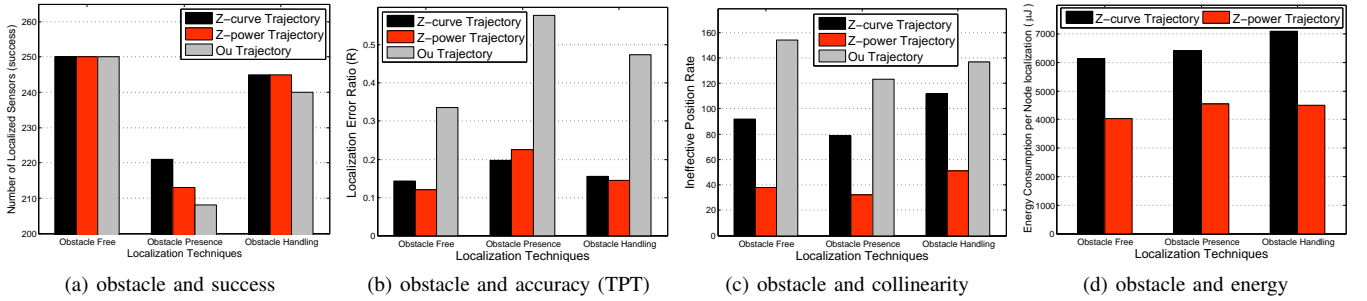 260
250
240
230
220
210
200
Number of Localized Sensors (success)
Z-curve Trajectory
Z-power Trajectory
Ou Trajectory
Obstacle Free
Obstacle Presence
Obstacle Handling
Localization Techniques
(a) obstacle and success
0.5
0.4
0.3
0.2
0.1
0
Localization Error Ratio (R)
Z-curve Trajectory
Z-power Trajectory
Ou Trajectory
Obstacle Free
Obstacle Presence
Obstacle Handling
Localization Techniques
(b) obstacle and accuracy (TPT)
160
140
120
100
80
60
40
20
0
Ineffective Position Rate
Z-curve Trajectory
Z-power Trajectory
Ou Trajectory
Obstacle Free
Obstacle Presence
Obstacle Handling
Localization Techniques
(c) obstacle and collinearity
7000
6000
5000
4000
3000
2000
1000
0
Energy Consumption per Node localization ( μJ )
Z-curve Trajectory
Z-power Trajectory
Obstacle Free
Obstacle Presence
Obstacle Handling
Localization Techniques
(d) obstacle and energy